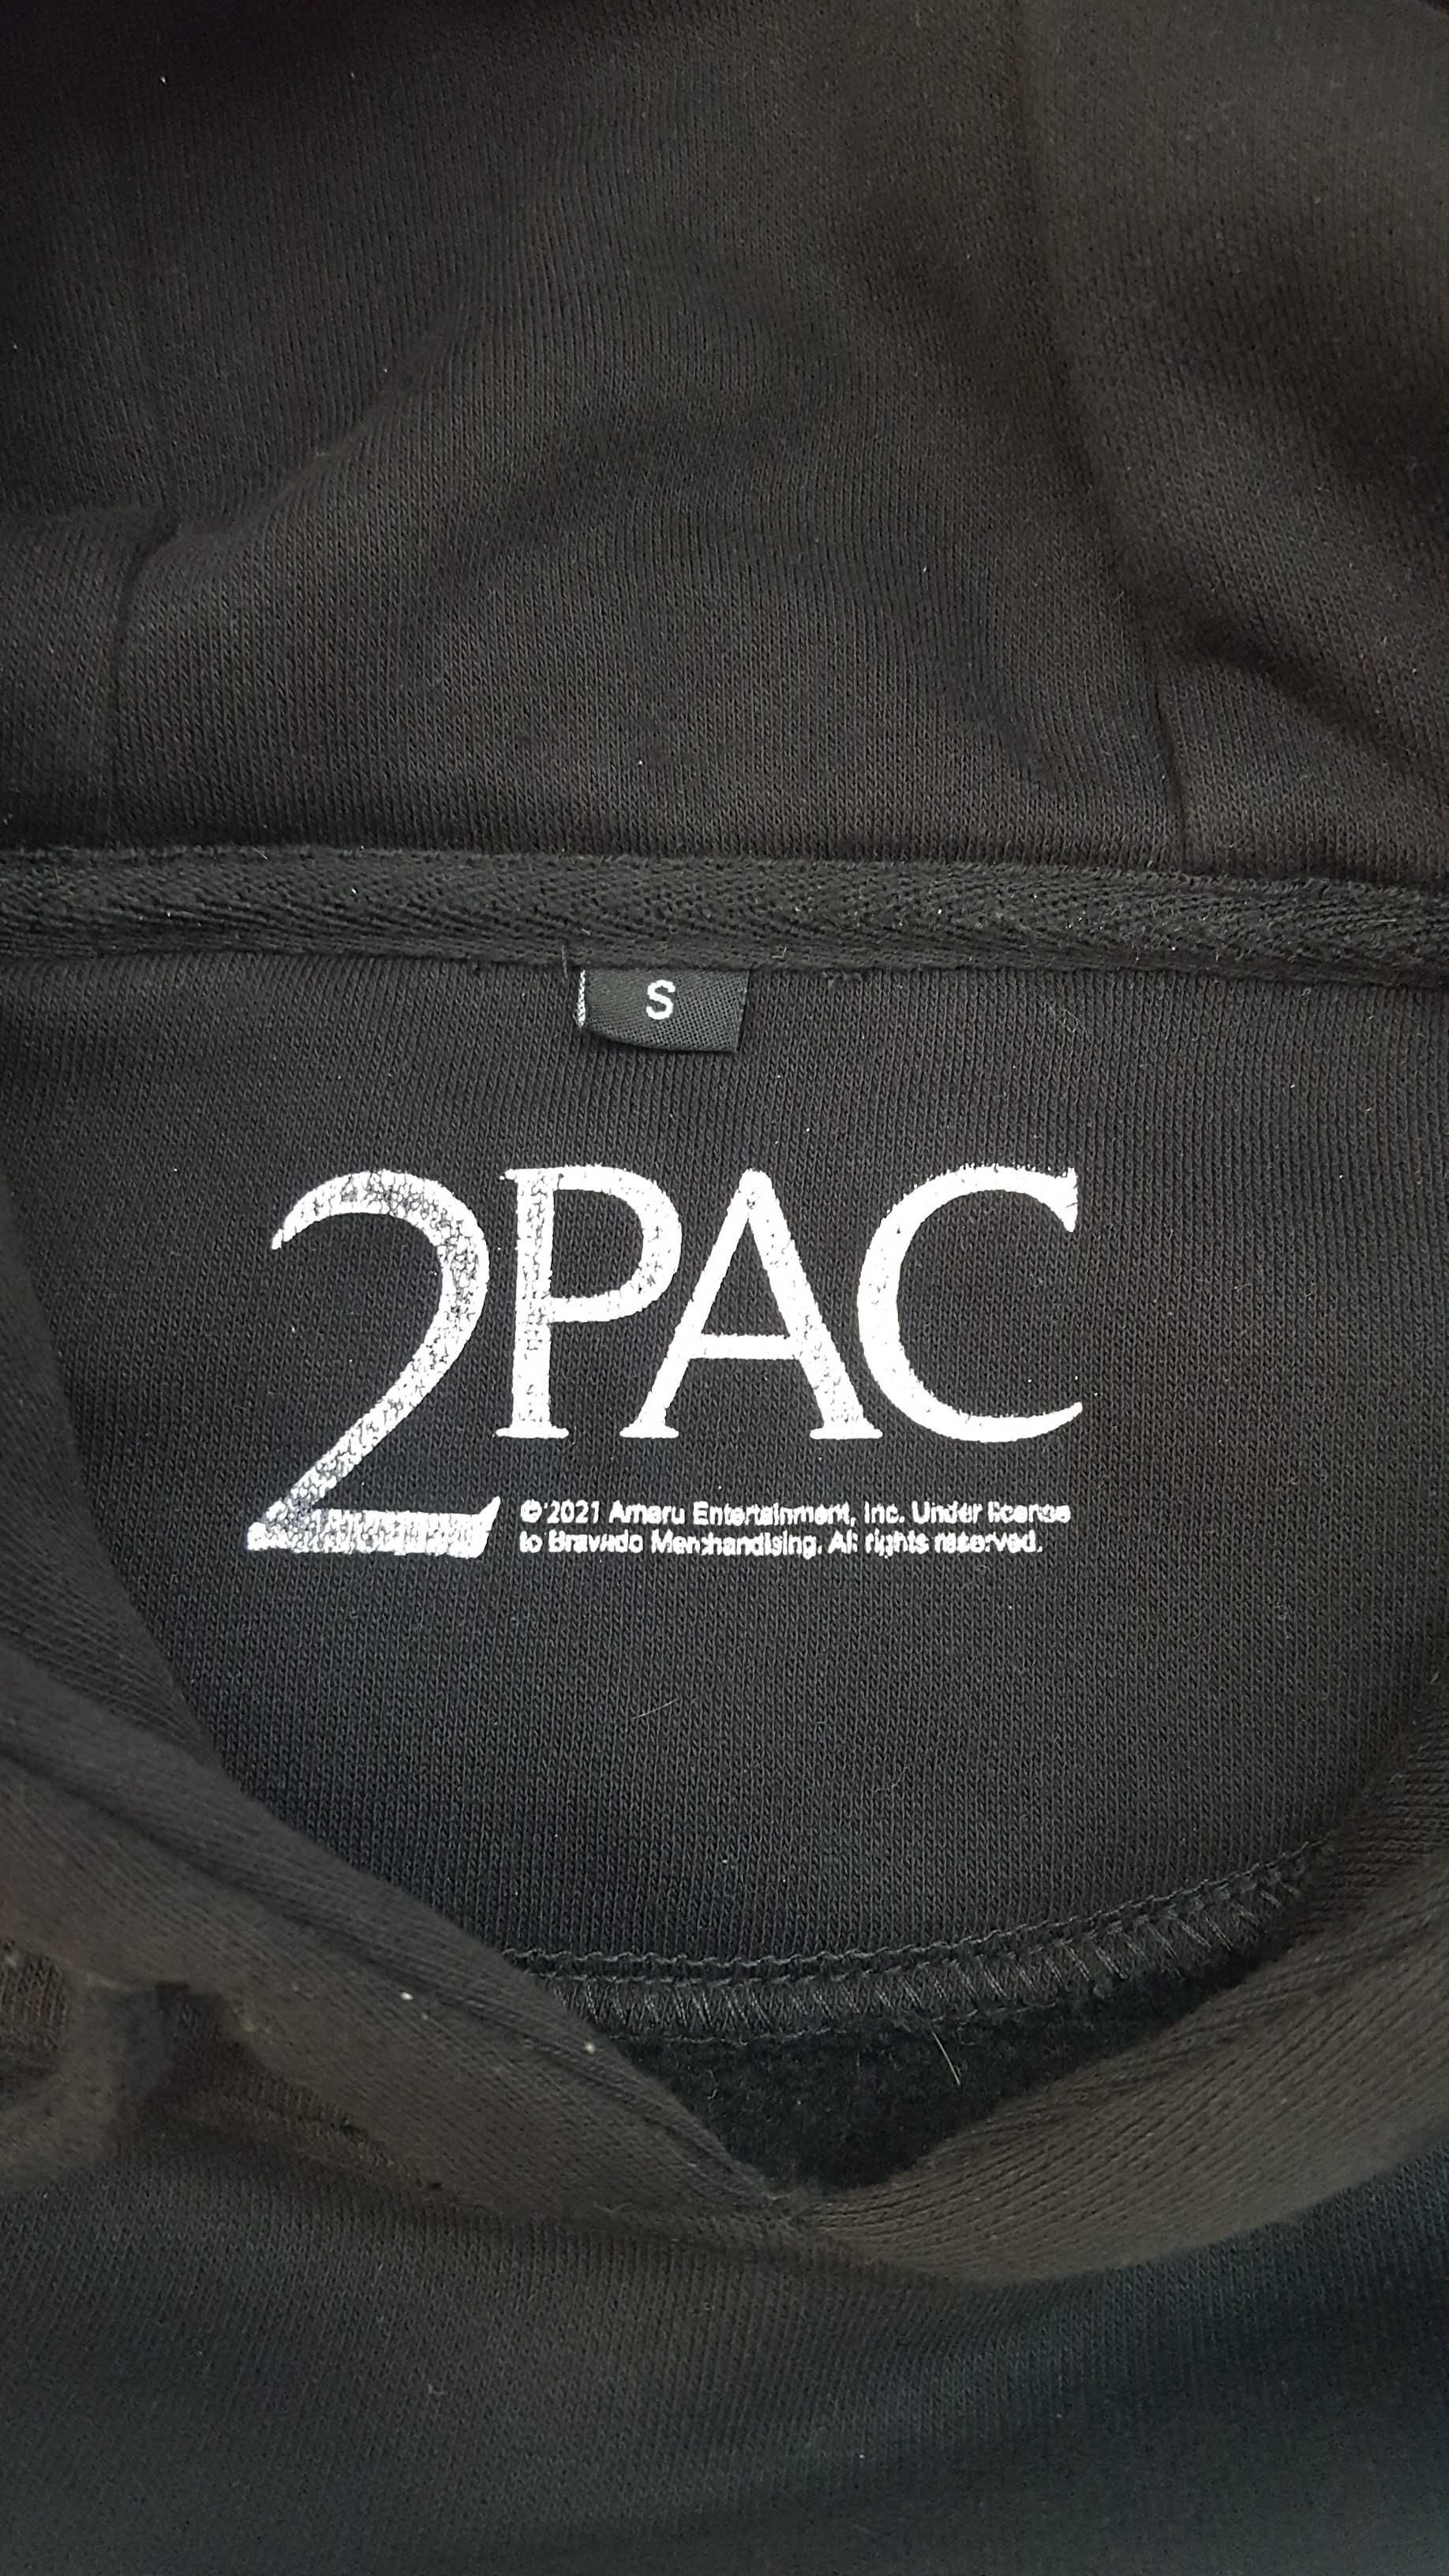 S
2PAC
© 2021 Amaru Entertainment, Inc. Under license
to Bravado Merchandising. All rights reserved.